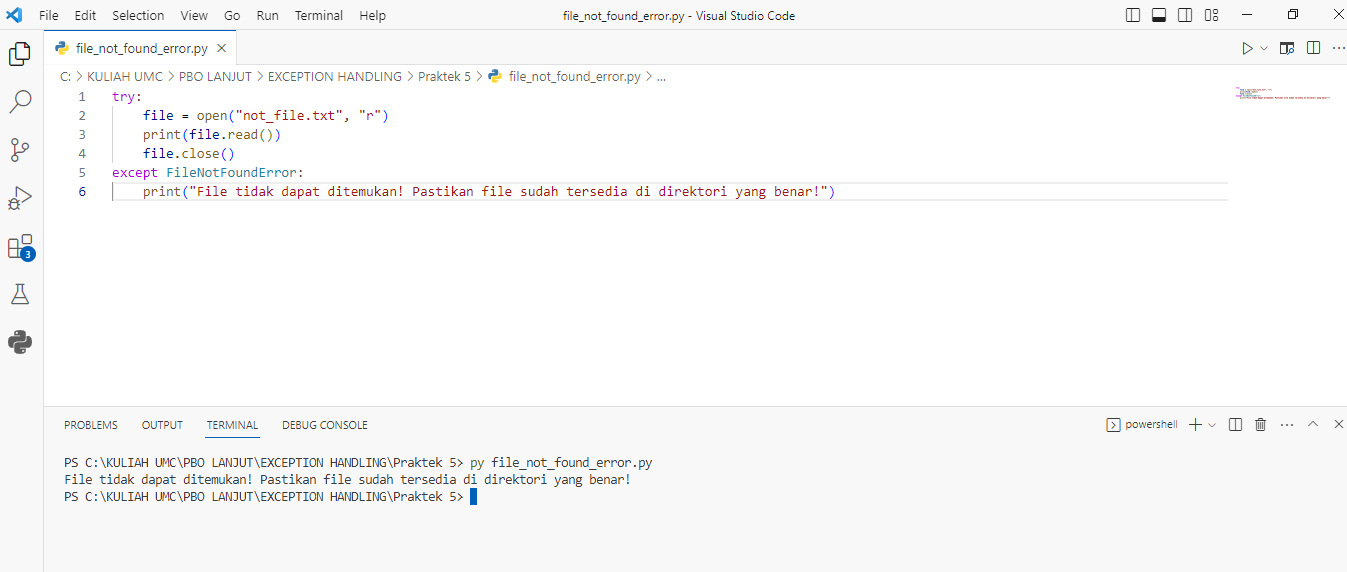 File Edit Selection View Go Run Terminal Help file_not_found_error.py - Visual Studio Code
file_not_found_error.py
C: > KULIAH UMC > PBO LANJUT > EXCEPTION HANDLING > Praktek 5 > file_not_found_error.py > ...
1 try:
2     file = open("not_file.txt", "r")
3     print(file.read())
4     file.close()
5 except FileNotFoundError:
6     print("File tidak dapat ditemukan! Pastikan file sudah tersedia di direktori yang benar!")
3
PROBLEMS OUTPUT TERMINAL DEBUG CONSOLE powershell
PS C:\KULIAH UMC\PBO LANJUT\EXCEPTION HANDLING\Praktek 5> py file_not_found_error.py
File tidak dapat ditemukan! Pastikan file sudah tersedia di direktori yang benar!
PS C:\KULIAH UMC\PBO LANJUT\EXCEPTION HANDLING\Praktek 5>